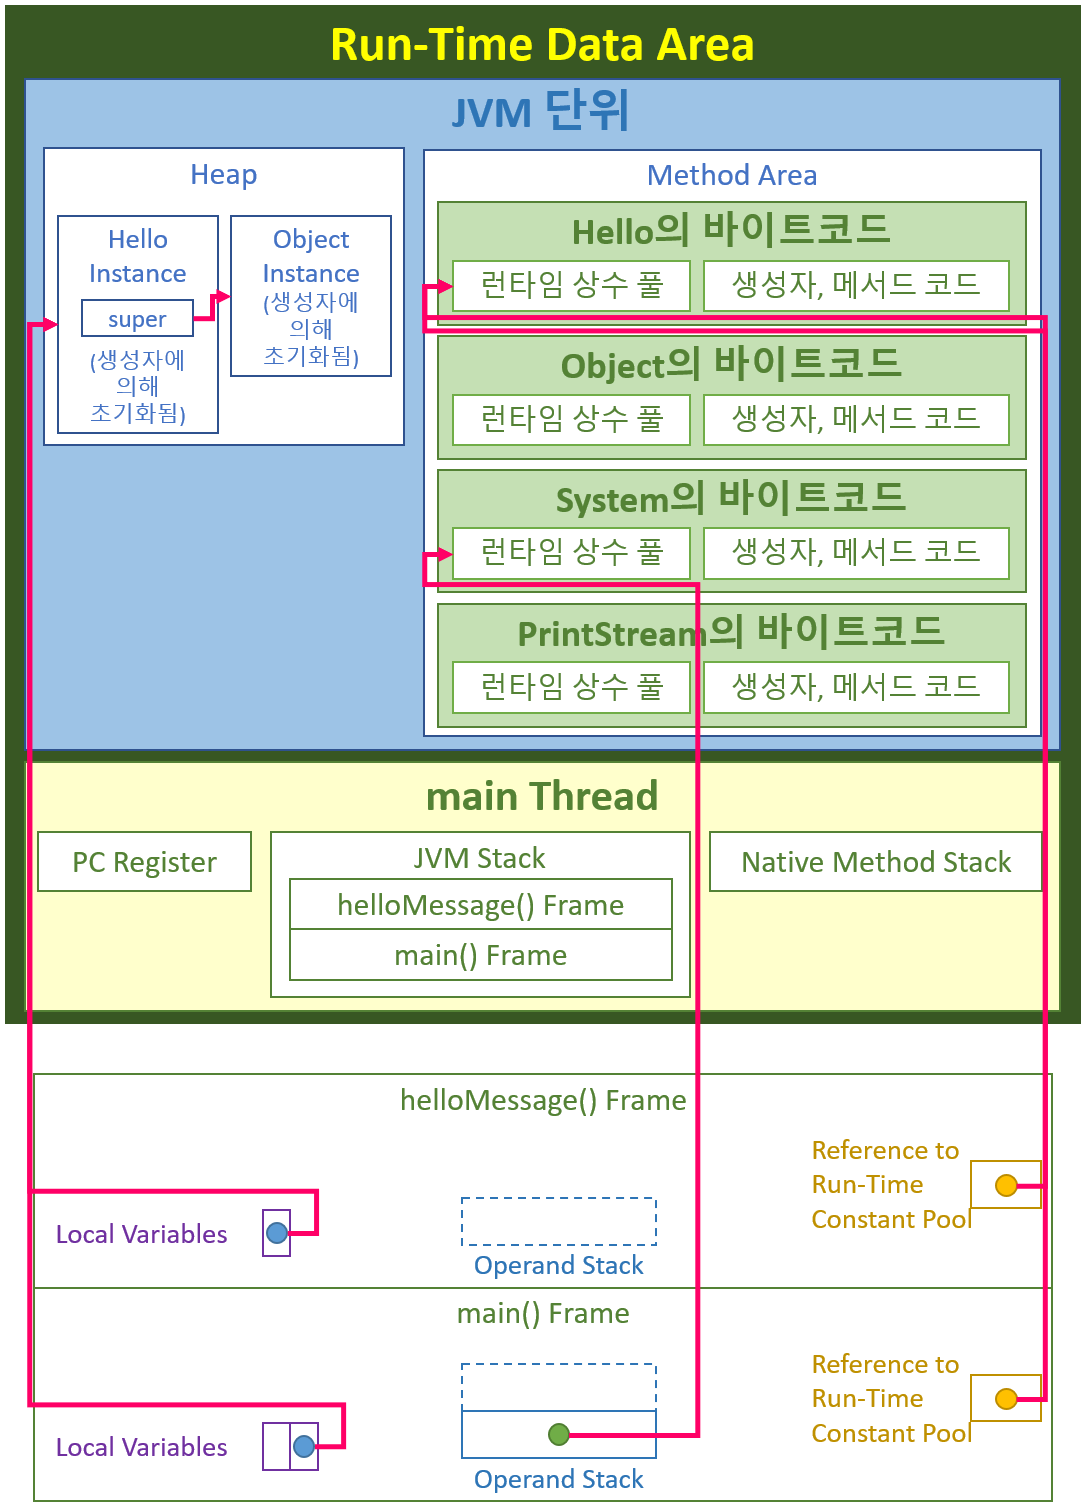 Run-Time Data Area
JVM 단위
Heap
Hello
Instance
super
(생성자에
의해
초기화됨)
Object
Instance
(생성자에
의해
초기화됨)
Method Area
Hello의 바이트코드
런타임 상수 풀
생성자, 메서드 코드
Object의 바이트코드
런타임 상수 풀
생성자, 메서드 코드
System의 바이트코드
런타임 상수 풀
생성자, 메서드 코드
PrintStream의 바이트코드
런타임 상수 풀
생성자, 메서드 코드
main Thread
PC Register
JVM Stack
helloMessage() Frame
main() Frame
Native Method Stack
helloMessage() Frame
Local Variables
Operand Stack
Reference to
Run-Time
Constant Pool
main() Frame
Local Variables
Operand Stack
Reference to
Run-Time
Constant Pool